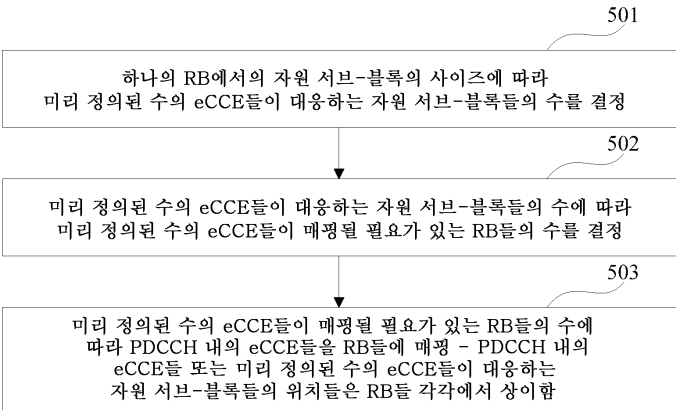 501
하나의 RB에서의 자원 서브-블록의 사이즈에 따라
미리 정의된 수의 eCCE들이 대응하는 자원 서브-블록들의 수를 결정
502
미리 정의된 수의 eCCE들이 대응하는 자원 서브-블록들의 수에 따라
미리 정의된 수의 eCCE들이 매핑될 필요가 있는 RB들의 수를 결정
503
미리 정의된 수의 eCCE들이 매핑될 필요가 있는 RB들의 수에
따라 PDCCH 내의 eCCE들을 RB들에 매핑 - PDCCH 내의
eCCE들 또는 미리 정의된 수의 eCCE들이 대응하는
자원 서브-블록들의 위치들은 RB들 각각에서 상이함